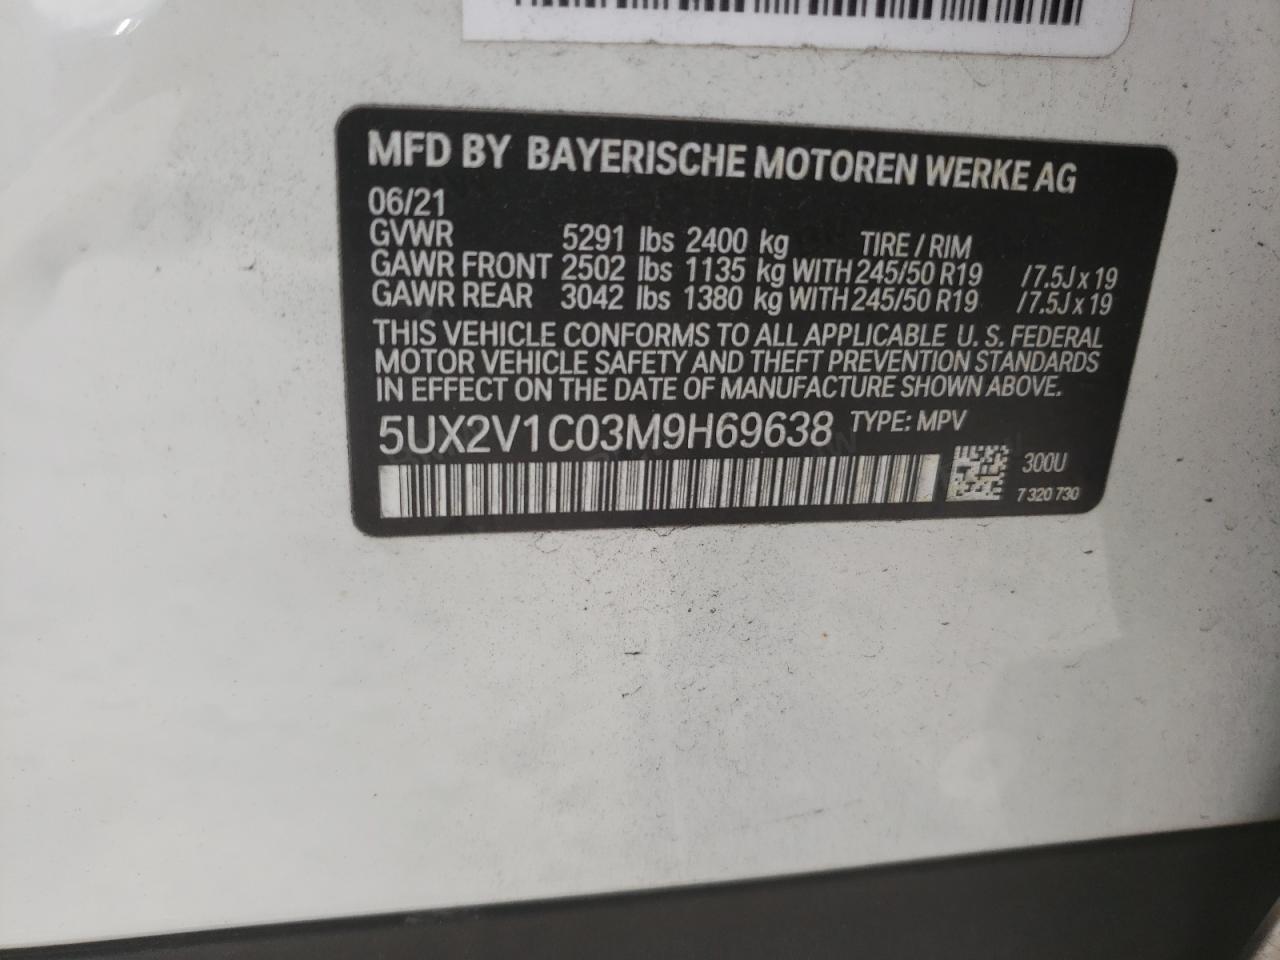 MFD BY BAYERISCHE MOTOREN WERKE AG
06/21
GVWR 5291 lbs 2400 kg TIRE / RIM
GAWR FRONT 2502 lbs 1135 kg WITH 245/50 R19 /7.5J x 19
GAWR REAR 3042 lbs 1380 kg WITH 245/50 R19 /7.5J x 19
THIS VEHICLE CONFORMS TO ALL APPLICABLE U. S. FEDERAL
MOTOR VEHICLE SAFETY AND THEFT PREVENTION STANDARDS
IN EFFECT ON THE DATE OF MANUFACTURE SHOWN ABOVE.
5UX2V1C03M9H69638 TYPE: MPV
300U
7 320 730